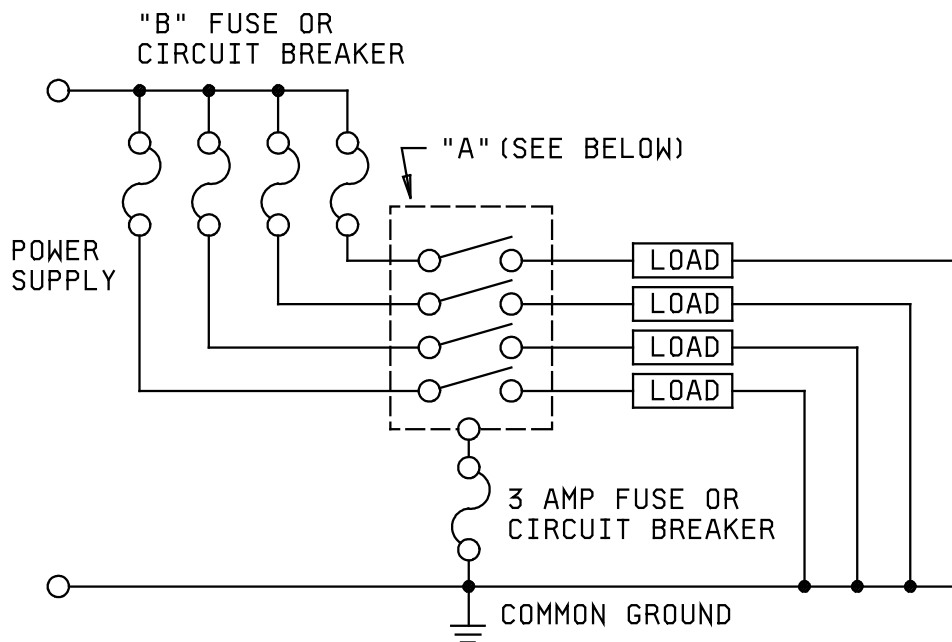 "B" FUSE OR
CIRCUIT BREAKER
"A" (SEE BELOW)
POWER
SUPPLY
LOAD
LOAD
LOAD
LOAD
3 AMP FUSE OR
CIRCUIT BREAKER
COMMON GROUND